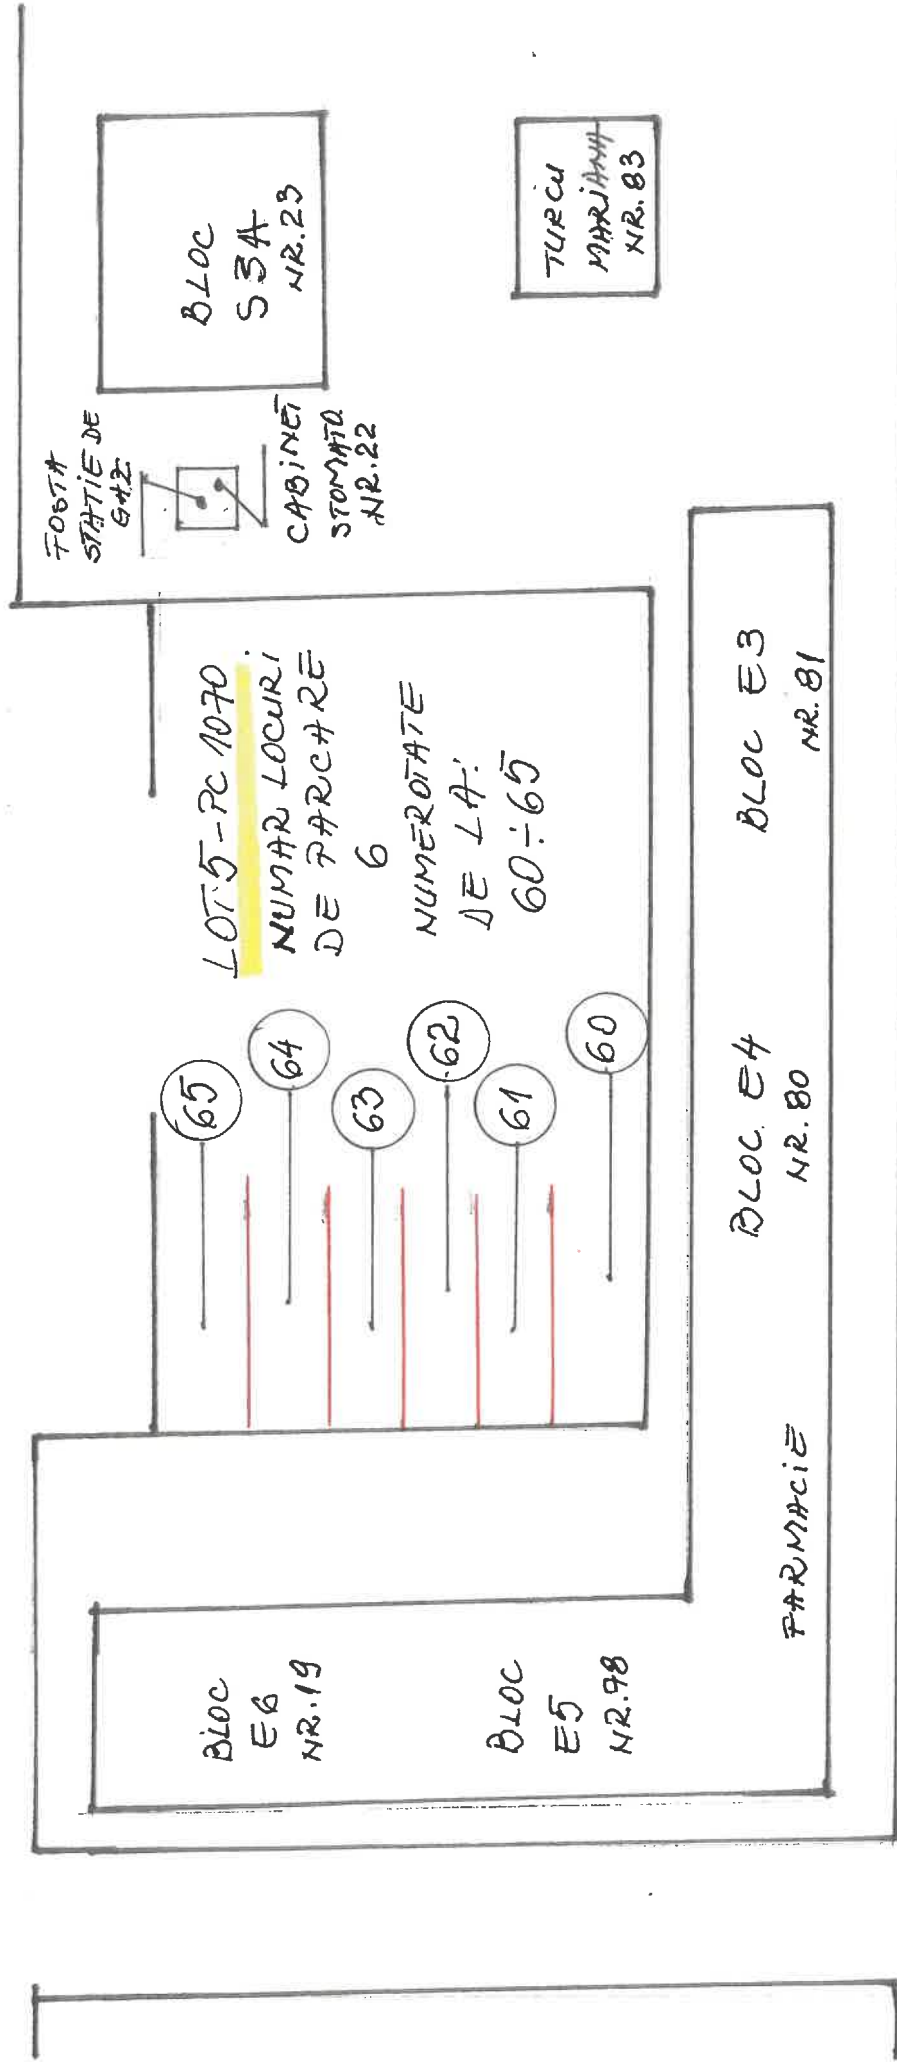 FOSTA
STATIE DE
GAZ
BLOC
S3A
NR.23
CABINET
STOMATO
NR.22
TURCU
MARIANA
NR.83
LOT5-PC 1070.
NUMAR LOCURI
DE PARCARE
6
NUMEROTATE
DE LA:
60÷65
65
64
63
62
61
60
BLOC
E6
NR.19
BLOC
E5
NR.98
FARMACIE
BLOC E4
NR.80
BLOC E3
NR.81